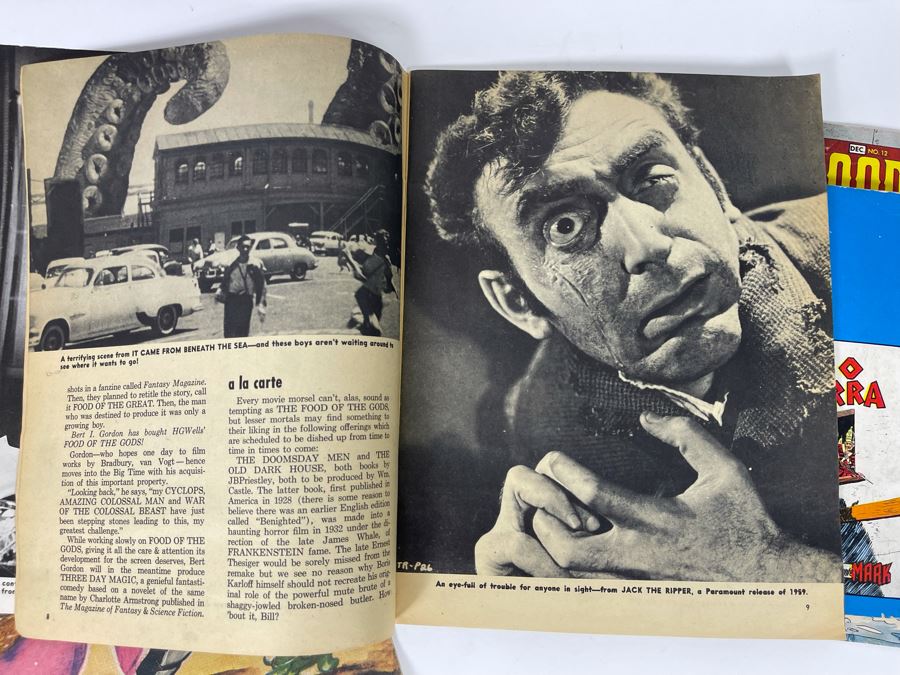 A terrifying scene from IT CAME FROM BENEATH THE SEA—and these boys aren't waiting around to
see where it wants to go!
shots in a fanzine called Fantasy Magazine.
Then, they planned to retitle the story, call
it FOOD OF THE GREAT. Then, the man
who was destined to produce it was only a
growing boy.
Bert I. Gordon has bought HGWells'
FOOD OF THE GODS!
Gordon—who hopes one day to film
works by Bradbury, van Vogt—hence
moves into the Big Time with his acquisi-
tion of this important property.
"Looking back," he says, "my CYCLOPS,
AMAZING COLOSSAL MAN and WAR
OF THE COLOSSAL BEAST have just
been stepping stones leading to this, my
greatest challenge."
While working slowly on FOOD OF THE
GODS, giving it all the care & attention its
development for the screen deserves, Bert
Gordon will in the meantime produce
THREE DAY MAGIC, a genieful fantasti-
comedy based on a novelet of the same
name by Charlotte Armstrong published in
The Magazine of Fantasy & Science Fiction.
8
a la carte
Every movie morsel can't, alas, sound as
tempting as THE FOOD OF THE GODS,
but lesser mortals may find something to
their liking in the following offerings which
are scheduled to be dished up from time to
time in times to come:
THE DOOMSDAY MEN and THE
OLD DARK HOUSE, both books by
JBPriestley, both to be produced by Wm.
Castle. The latter book, first published in
America in 1928 (there is some reason to
believe there was an earlier English edition
called "Benighted"), was made into a
haunting horror film in 1932 under the di-
rection of the late James Whale, of
FRANKENSTEIN fame. The late Ernest
Thesiger would be sorely missed from the
remake but we see no reason why Boris
Karloff himself should not recreate his orig-
inal role of the powerful mute brute of a
shaggy-jowled broken-nosed butler. How
'bout it, Bill?
JTR-P26
An eye-full of trouble for anyone in sight—from JACK THE RIPPER, a Paramount release of 1959.
9
DEC NO. 12
O
RRA
MARK